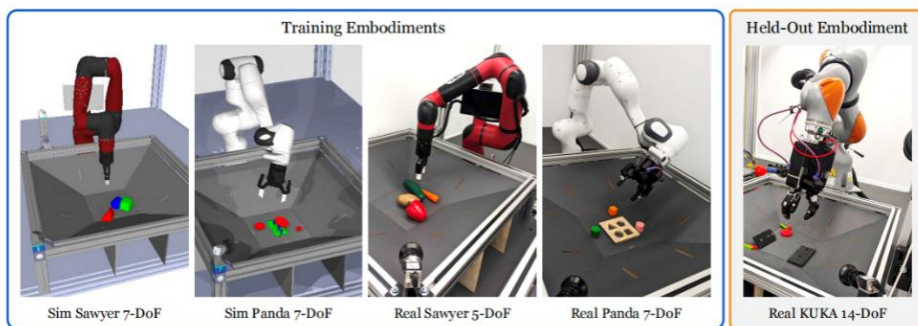 Training Embodiments
Held-Out Embodiment
Sim Sawyer 7-DoF
Sim Panda 7-DoF
Real Sawyer 5-DoF
Real Panda 7-DoF
Real KUKA 14-DoF